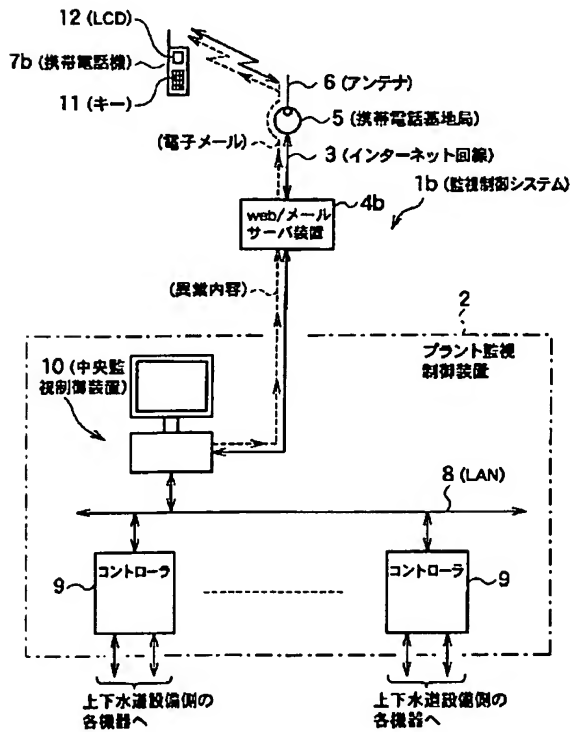 12 (LCD)
7b (携帯電話機)
11 (キー)
6 (アンテナ)
5 (携帯電話基地局)
(電子メール)
3 (インターネット回線)
1b (監視制御システム)
4b
web/メール
サーバ装置
(異常内容)
2
プラント監視
制御装置
10 (中央監
視制御装置)
8 (LAN)
9
コントローラ
コントローラ
9
上下水道設備側の
各機器へ
上下水道設備側の
各機器へ